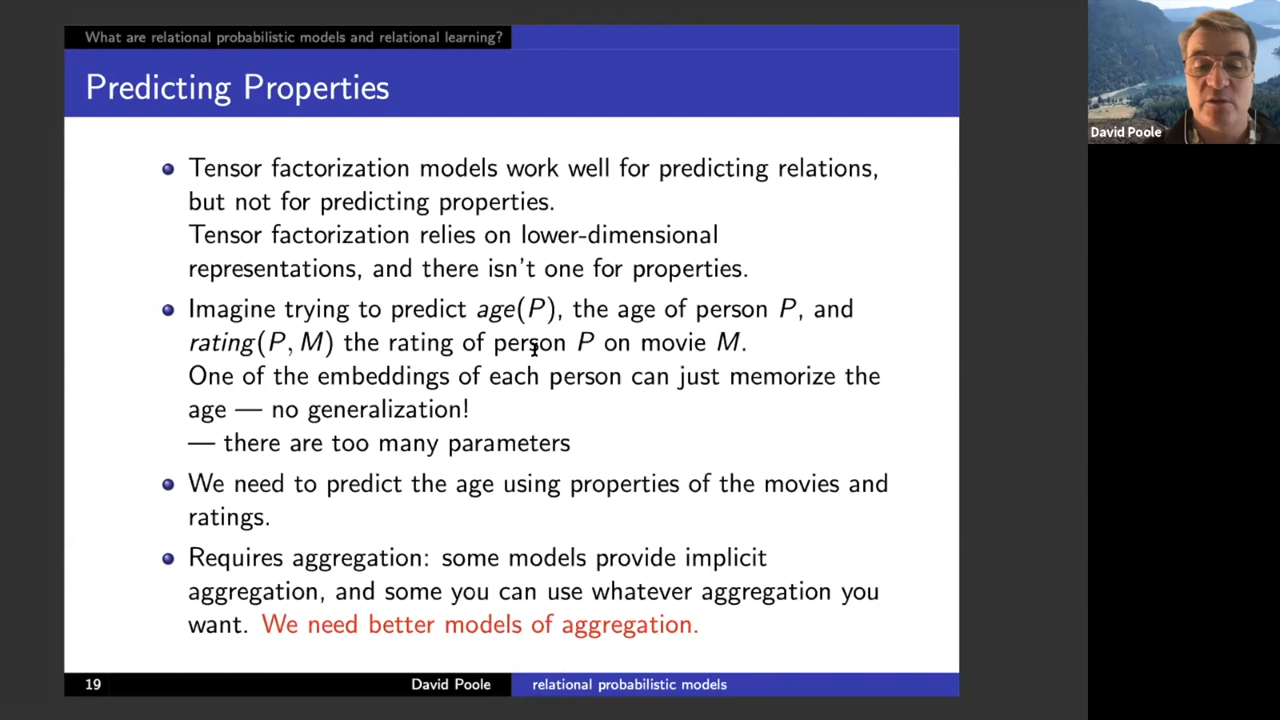 What are relational probabilistic models and relational learning?
Predicting Properties
Tensor factorization models work well for predicting relations,
but not for predicting properties.
Tensor factorization relies on lower-dimensional
representations, and there isn't one for properties.
Imagine trying to predict age(P), the age of person P, and
rating(P, M) the rating of person P on movie M.
One of the embeddings of each person can just memorize the
age — no generalization!
— there are too many parameters
We need to predict the age using properties of the movies and
ratings.
Requires aggregation: some models provide implicit
aggregation, and some you can use whatever aggregation you
want. We need better models of aggregation.
19 David Poole relational probabilistic models
David Poole